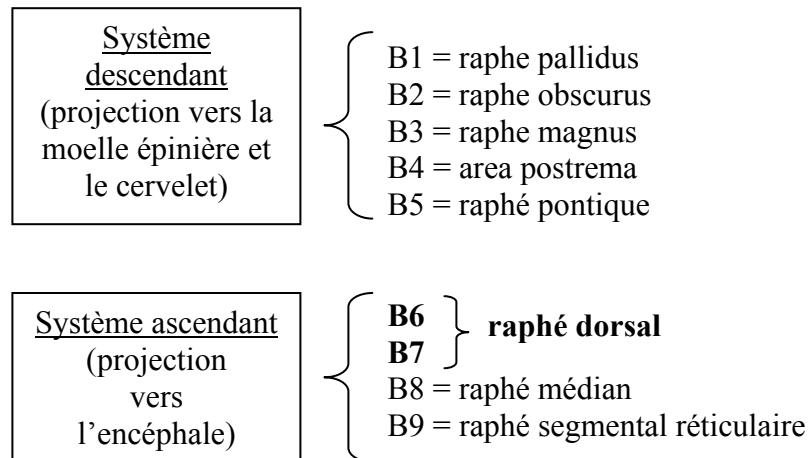 Système
descendant
(projection vers la
moelle épinière et
le cervelet)
B1 = raphe pallidus
B2 = raphe obscurus
B3 = raphe magnus
B4 = area postrema
B5 = raphé pontique
Système ascendant
(projection
vers
l’encéphale)
B6
B7
raphé dorsal
B8 = raphé médian
B9 = raphé segmental réticulaire